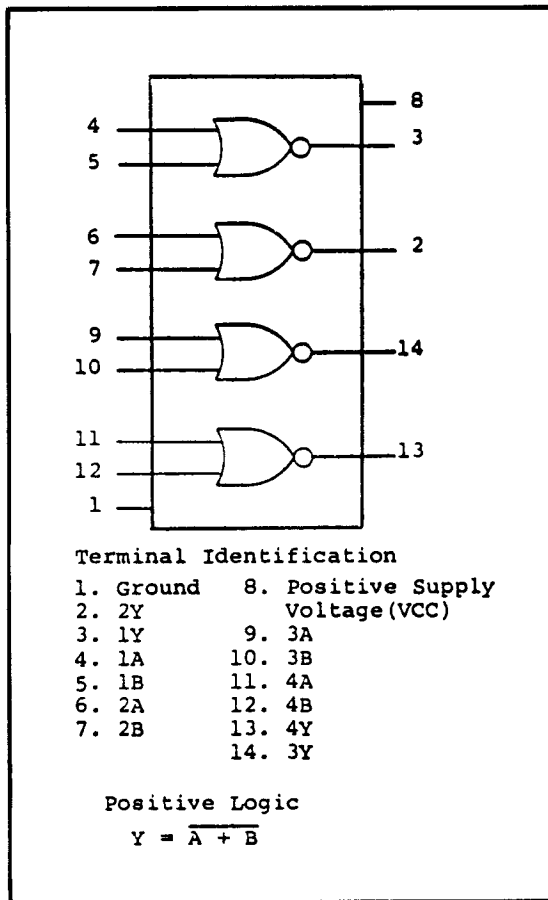 4
8
3
5
6
2
7
9
14
10
11
13
12
1
Terminal Identification
1. Ground 8. Positive Supply
2. 2Y Voltage(VCC)
3. 1Y 9. 3A
4. 1A 10. 3B
5. 1B 11. 4A
6. 2A 12. 4B
7. 2B 13. 4Y
14. 3Y
Positive Logic
Y = A + B